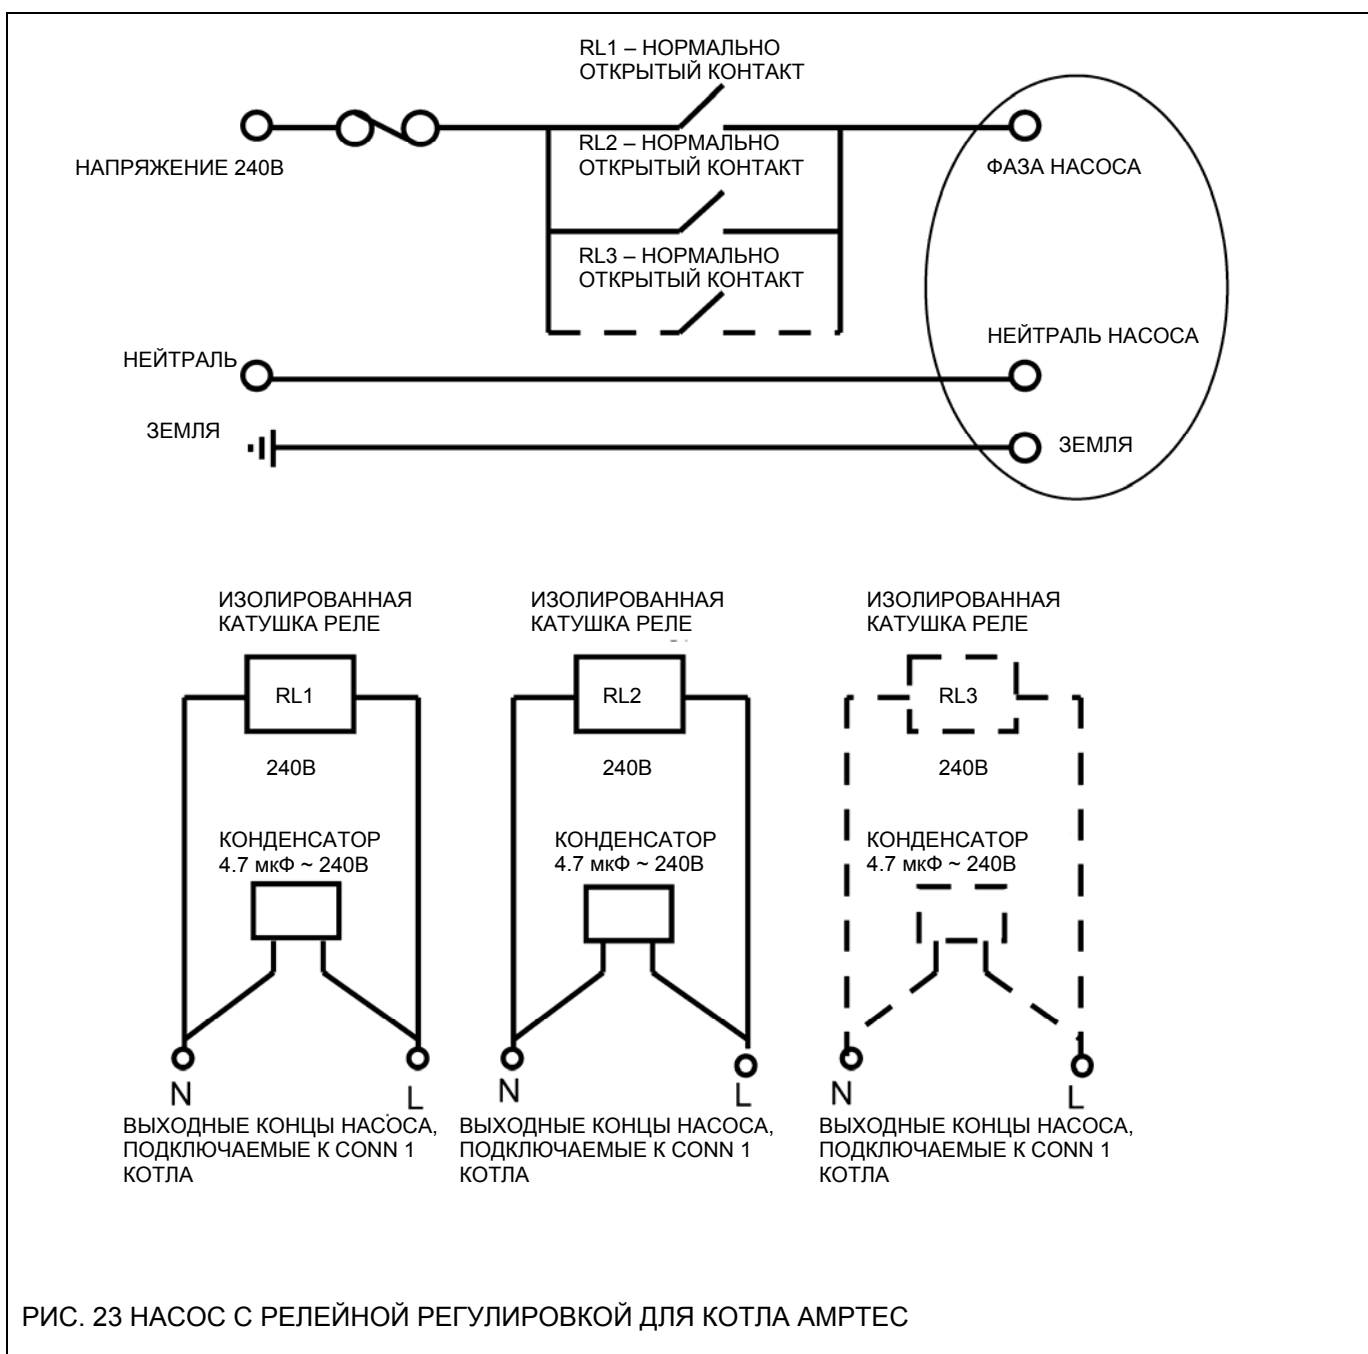 RL1 – НОРМАЛЬНО
ОТКРЫТЫЙ КОНТАКТ
НАПРЯЖЕНИЕ 240В
RL2 – НОРМАЛЬНО
ОТКРЫТЫЙ КОНТАКТ
ФАЗА НАСОСА
RL3 – НОРМАЛЬНО
ОТКРЫТЫЙ КОНТАКТ
НЕЙТРАЛЬ
НЕЙТРАЛЬ НАСОСА
ЗЕМЛЯ
ЗЕМЛЯ
ИЗОЛИРОВАННАЯ
КАТУШКА РЕЛЕ
RL1
240В
КОНДЕНСАТОР
4.7 мкФ ~ 240В
N
L
ВЫХОДНЫЕ КОНЦЫ НАСОСА,
ПОДКЛЮЧАЕМЫЕ К CONN 1
КОТЛА
ИЗОЛИРОВАННАЯ
КАТУШКА РЕЛЕ
RL2
240В
КОНДЕНСАТОР
4.7 мкФ ~ 240В
N
L
ВЫХОДНЫЕ КОНЦЫ НАСОСА,
ПОДКЛЮЧАЕМЫЕ К CONN 1
КОТЛА
ИЗОЛИРОВАННАЯ
КАТУШКА РЕЛЕ
RL3
240В
КОНДЕНСАТОР
4.7 мкФ ~ 240В
N
L
ВЫХОДНЫЕ КОНЦЫ НАСОСА,
ПОДКЛЮЧАЕМЫЕ К CONN 1
КОТЛА
РИС. 23 НАСОС С РЕЛЕЙНОЙ РЕГУЛИРОВКОЙ ДЛЯ КОТЛА AMPTEC